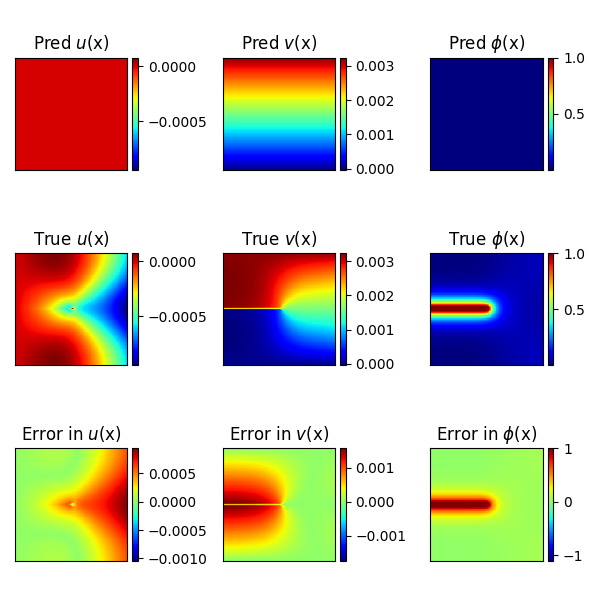 Pred u(x)
0.0000
−0.0005
Pred v(x)
0.003
0.002
0.001
0.000
Pred ϕ(x)
1.0
0.5
True u(x)
0.0000
−0.0005
True v(x)
0.003
0.002
0.001
0.000
True ϕ(x)
1.0
0.5
Error in u(x)
0.0005
0.0000
−0.0005
−0.0010
Error in v(x)
0.001
0.000
−0.001
Error in ϕ(x)
1
0
−1